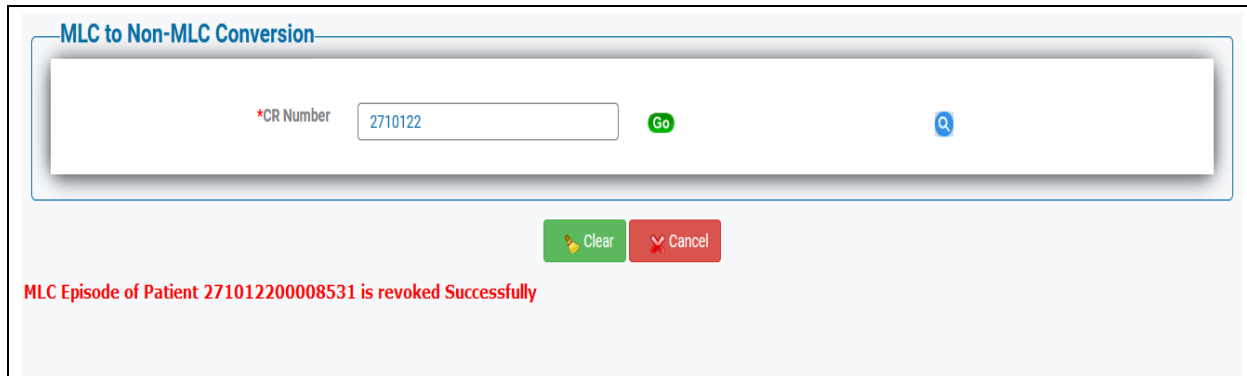 MLC to Non-MLC Conversion
*CR Number 2710122 Go
Clear Cancel
MLC Episode of Patient 271012200008531 is revoked Successfully